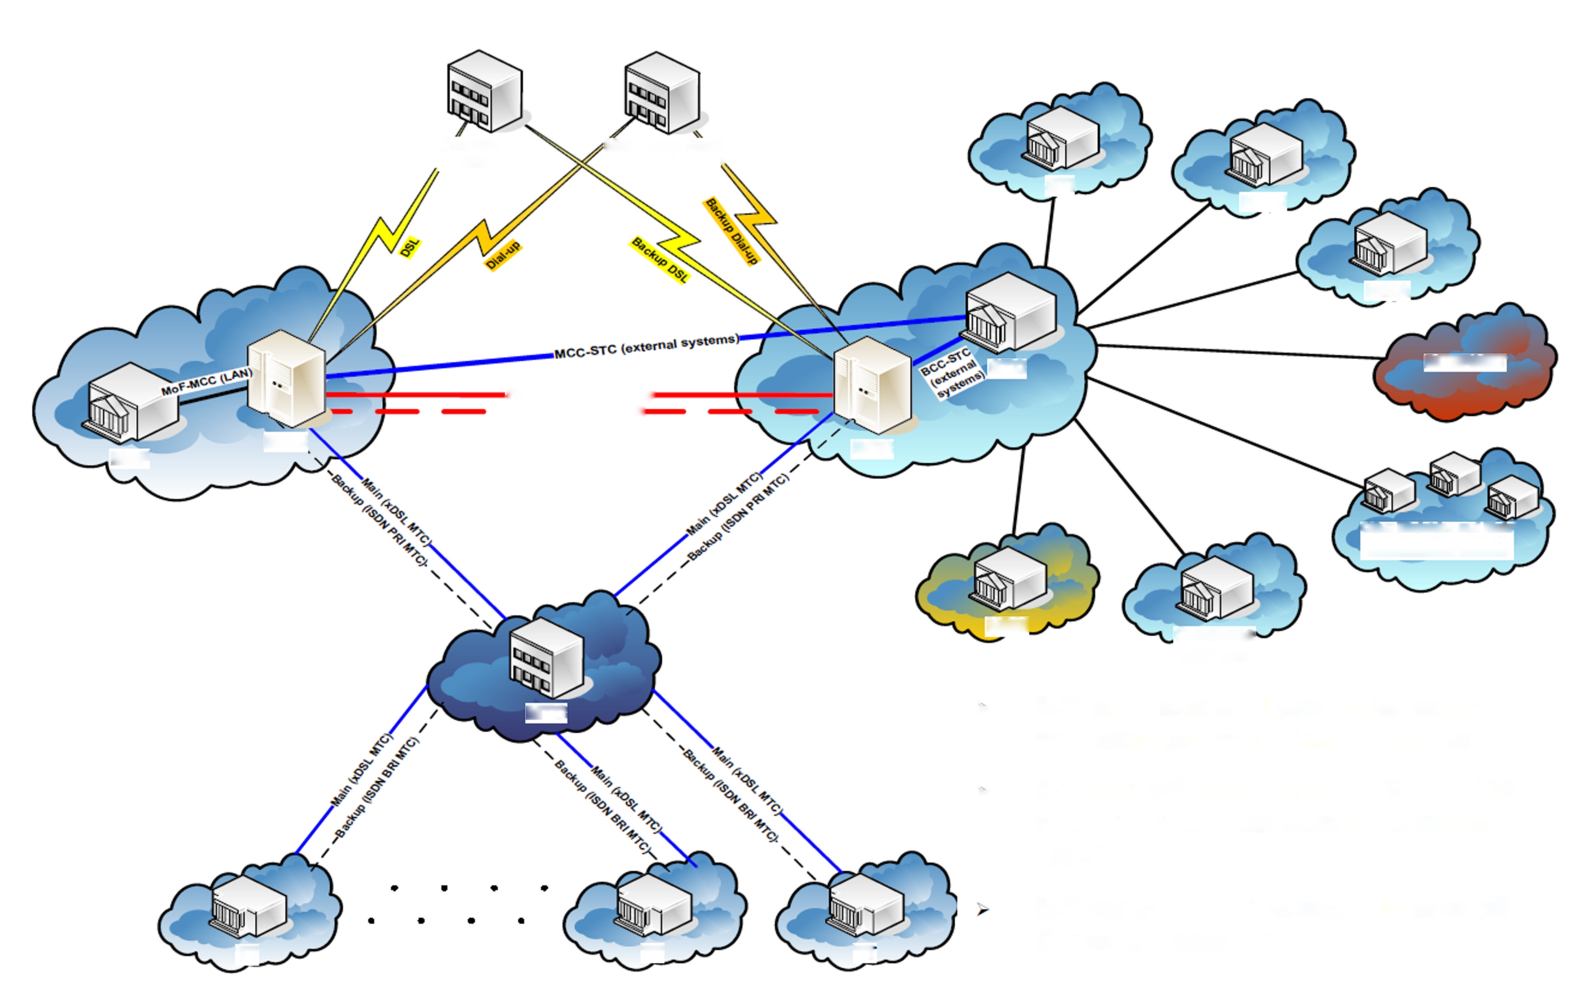 DSL
Dial-up
Backup DSL
Backup Dial-up
MCC-STC (external systems)
MoF-MCC (LAN)
BCC-STC
(external
systems)
Main (xDSL MTC)
Backup (ISDN PRI MTC)
Main (xDSL MTC)
Backup (ISDN PRI MTC)
Main (xDSL MTC)
Backup (ISDN BRI MTC)
Main (xDSL MTC)
Backup (ISDN BRI MTC)
Main (xDSL MTC)
Backup (ISDN BRI MTC)